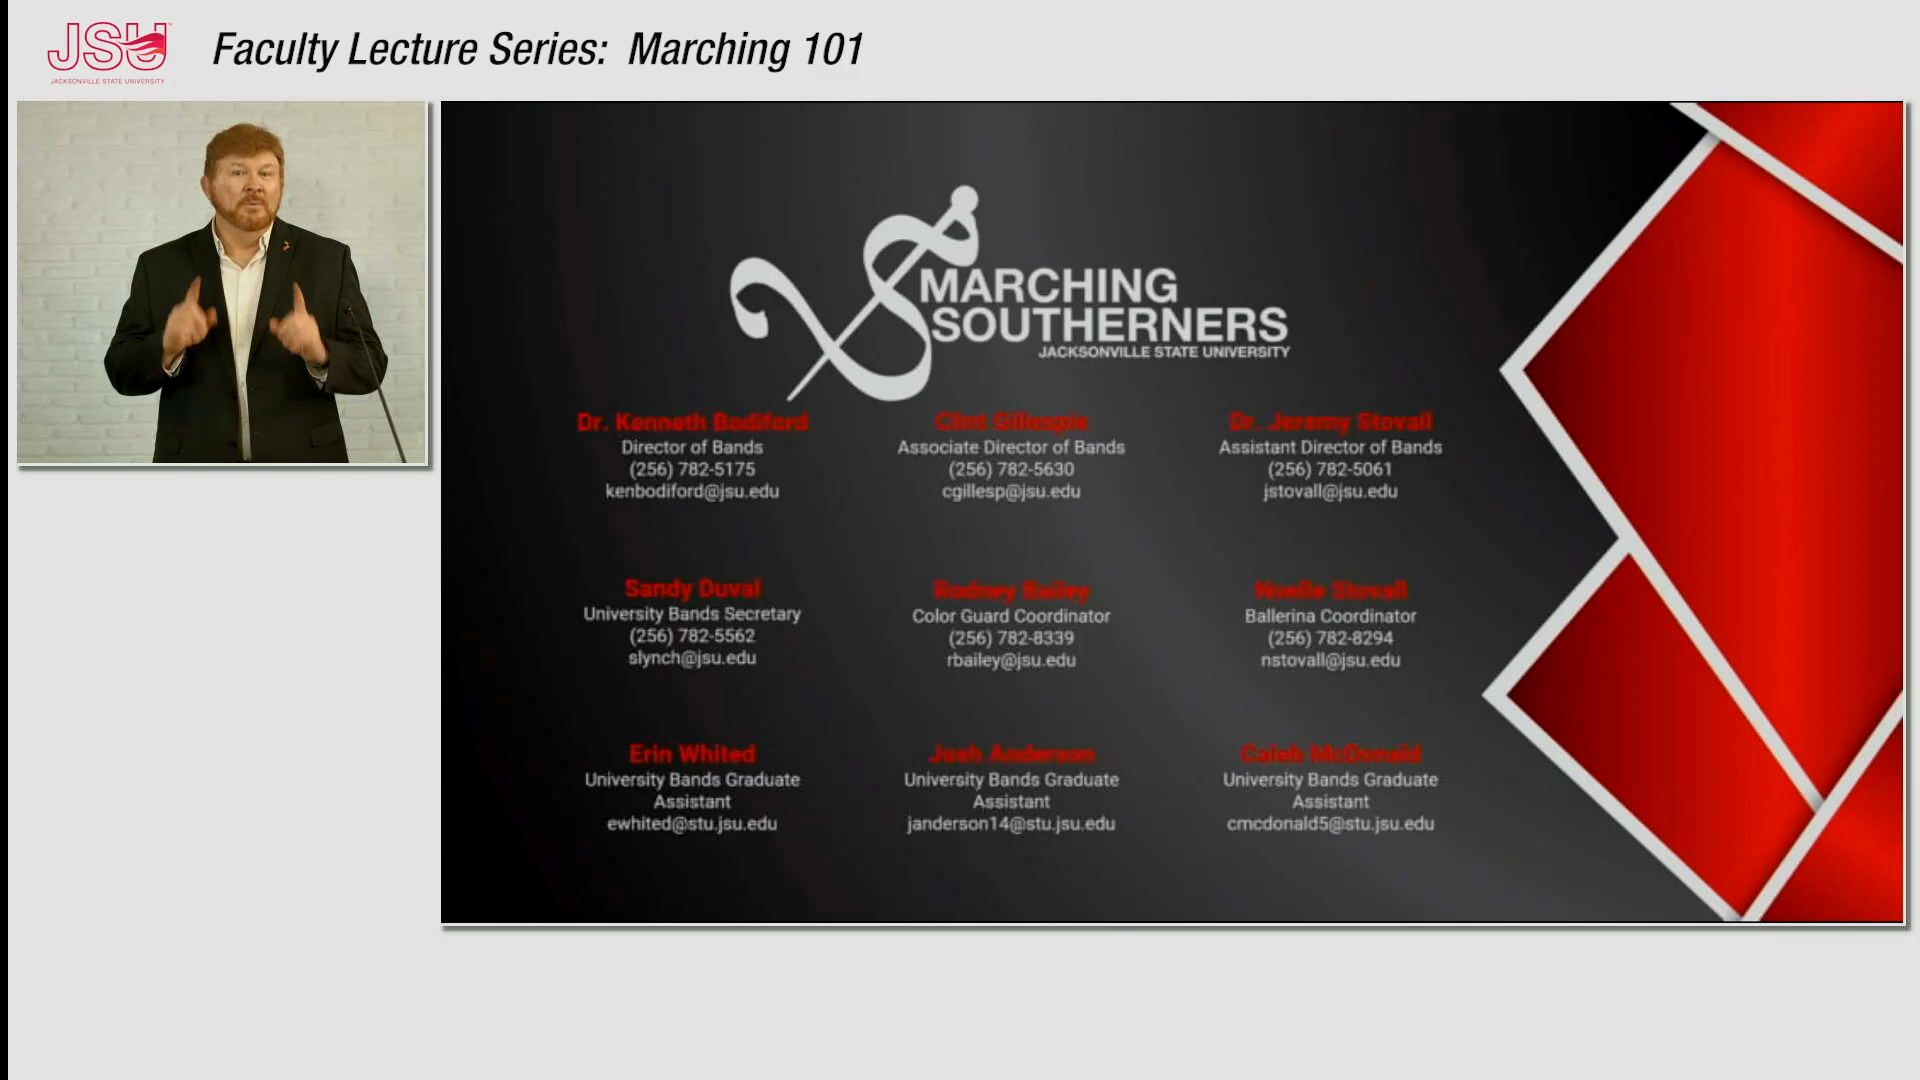 JSU
JACKSONVILLE STATE UNIVERSITY
Faculty Lecture Series: Marching 101
MARCHING
SOUTHERNERS
JACKSONVILLE STATE UNIVERSITY
Dr. Kenneth Bodiford
Director of Bands
(256) 782-5175
kenbodiford@jsu.edu
Clint Gillespie
Associate Director of Bands
(256) 782-5630
cgillesp@jsu.edu
Dr. Jeremy Stovall
Assistant Director of Bands
(256) 782-5061
jstovall@jsu.edu
Sandy Duval
University Bands Secretary
(256) 782-5562
slynch@jsu.edu
Rodney Bailey
Color Guard Coordinator
(256) 782-8339
rbailey@jsu.edu
Stovall
Ballerina Coordinator
(256) 782-8294
nstovall@jsu.edu
Erin Whited
University Bands Graduate
Assistant
ewhited@stu.jsu.edu
Josh Anderson
University Bands Graduate
Assistant
janderson14@stu.jsu.edu
Caleb McDonald
University Bands Graduate
Assistant
cmcdonald5@stu.jsu.edu